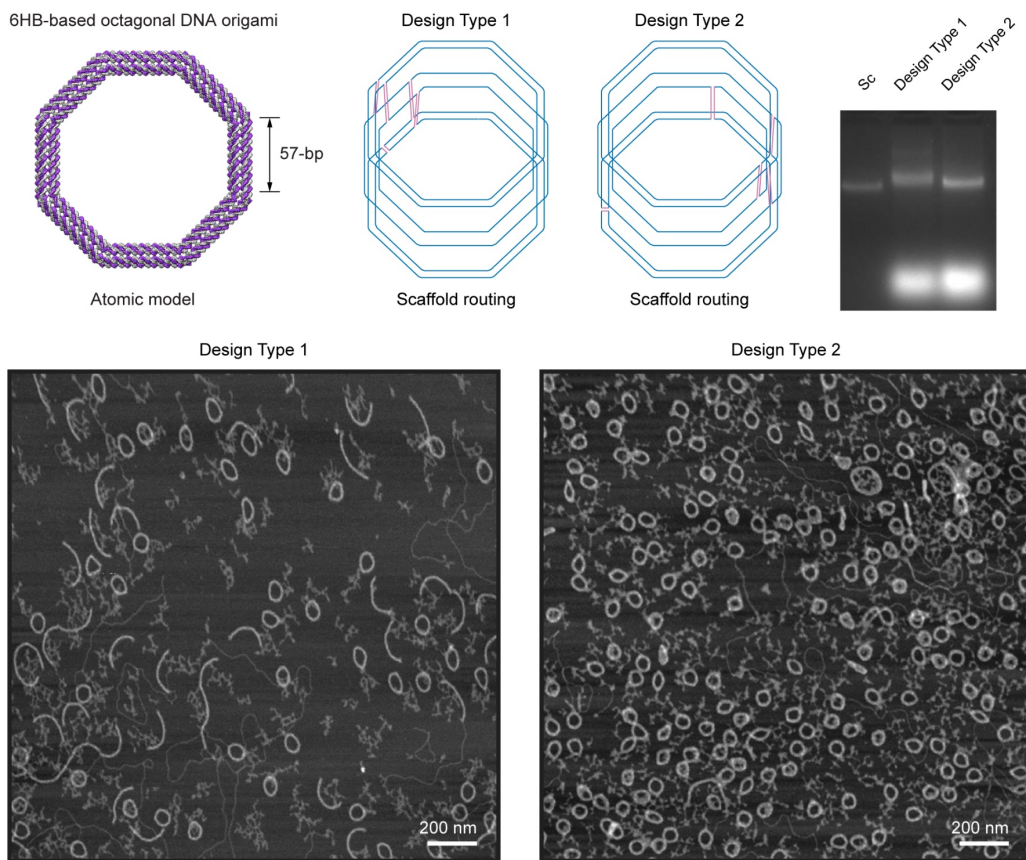 6HB-based octagonal DNA origami
Design Type 1
Design Type 2
Sc
Design Type 1
Design Type 2
57-bp
Atomic model
Scaffold routing
Scaffold routing
Design Type 1
Design Type 2
200 nm
200 nm